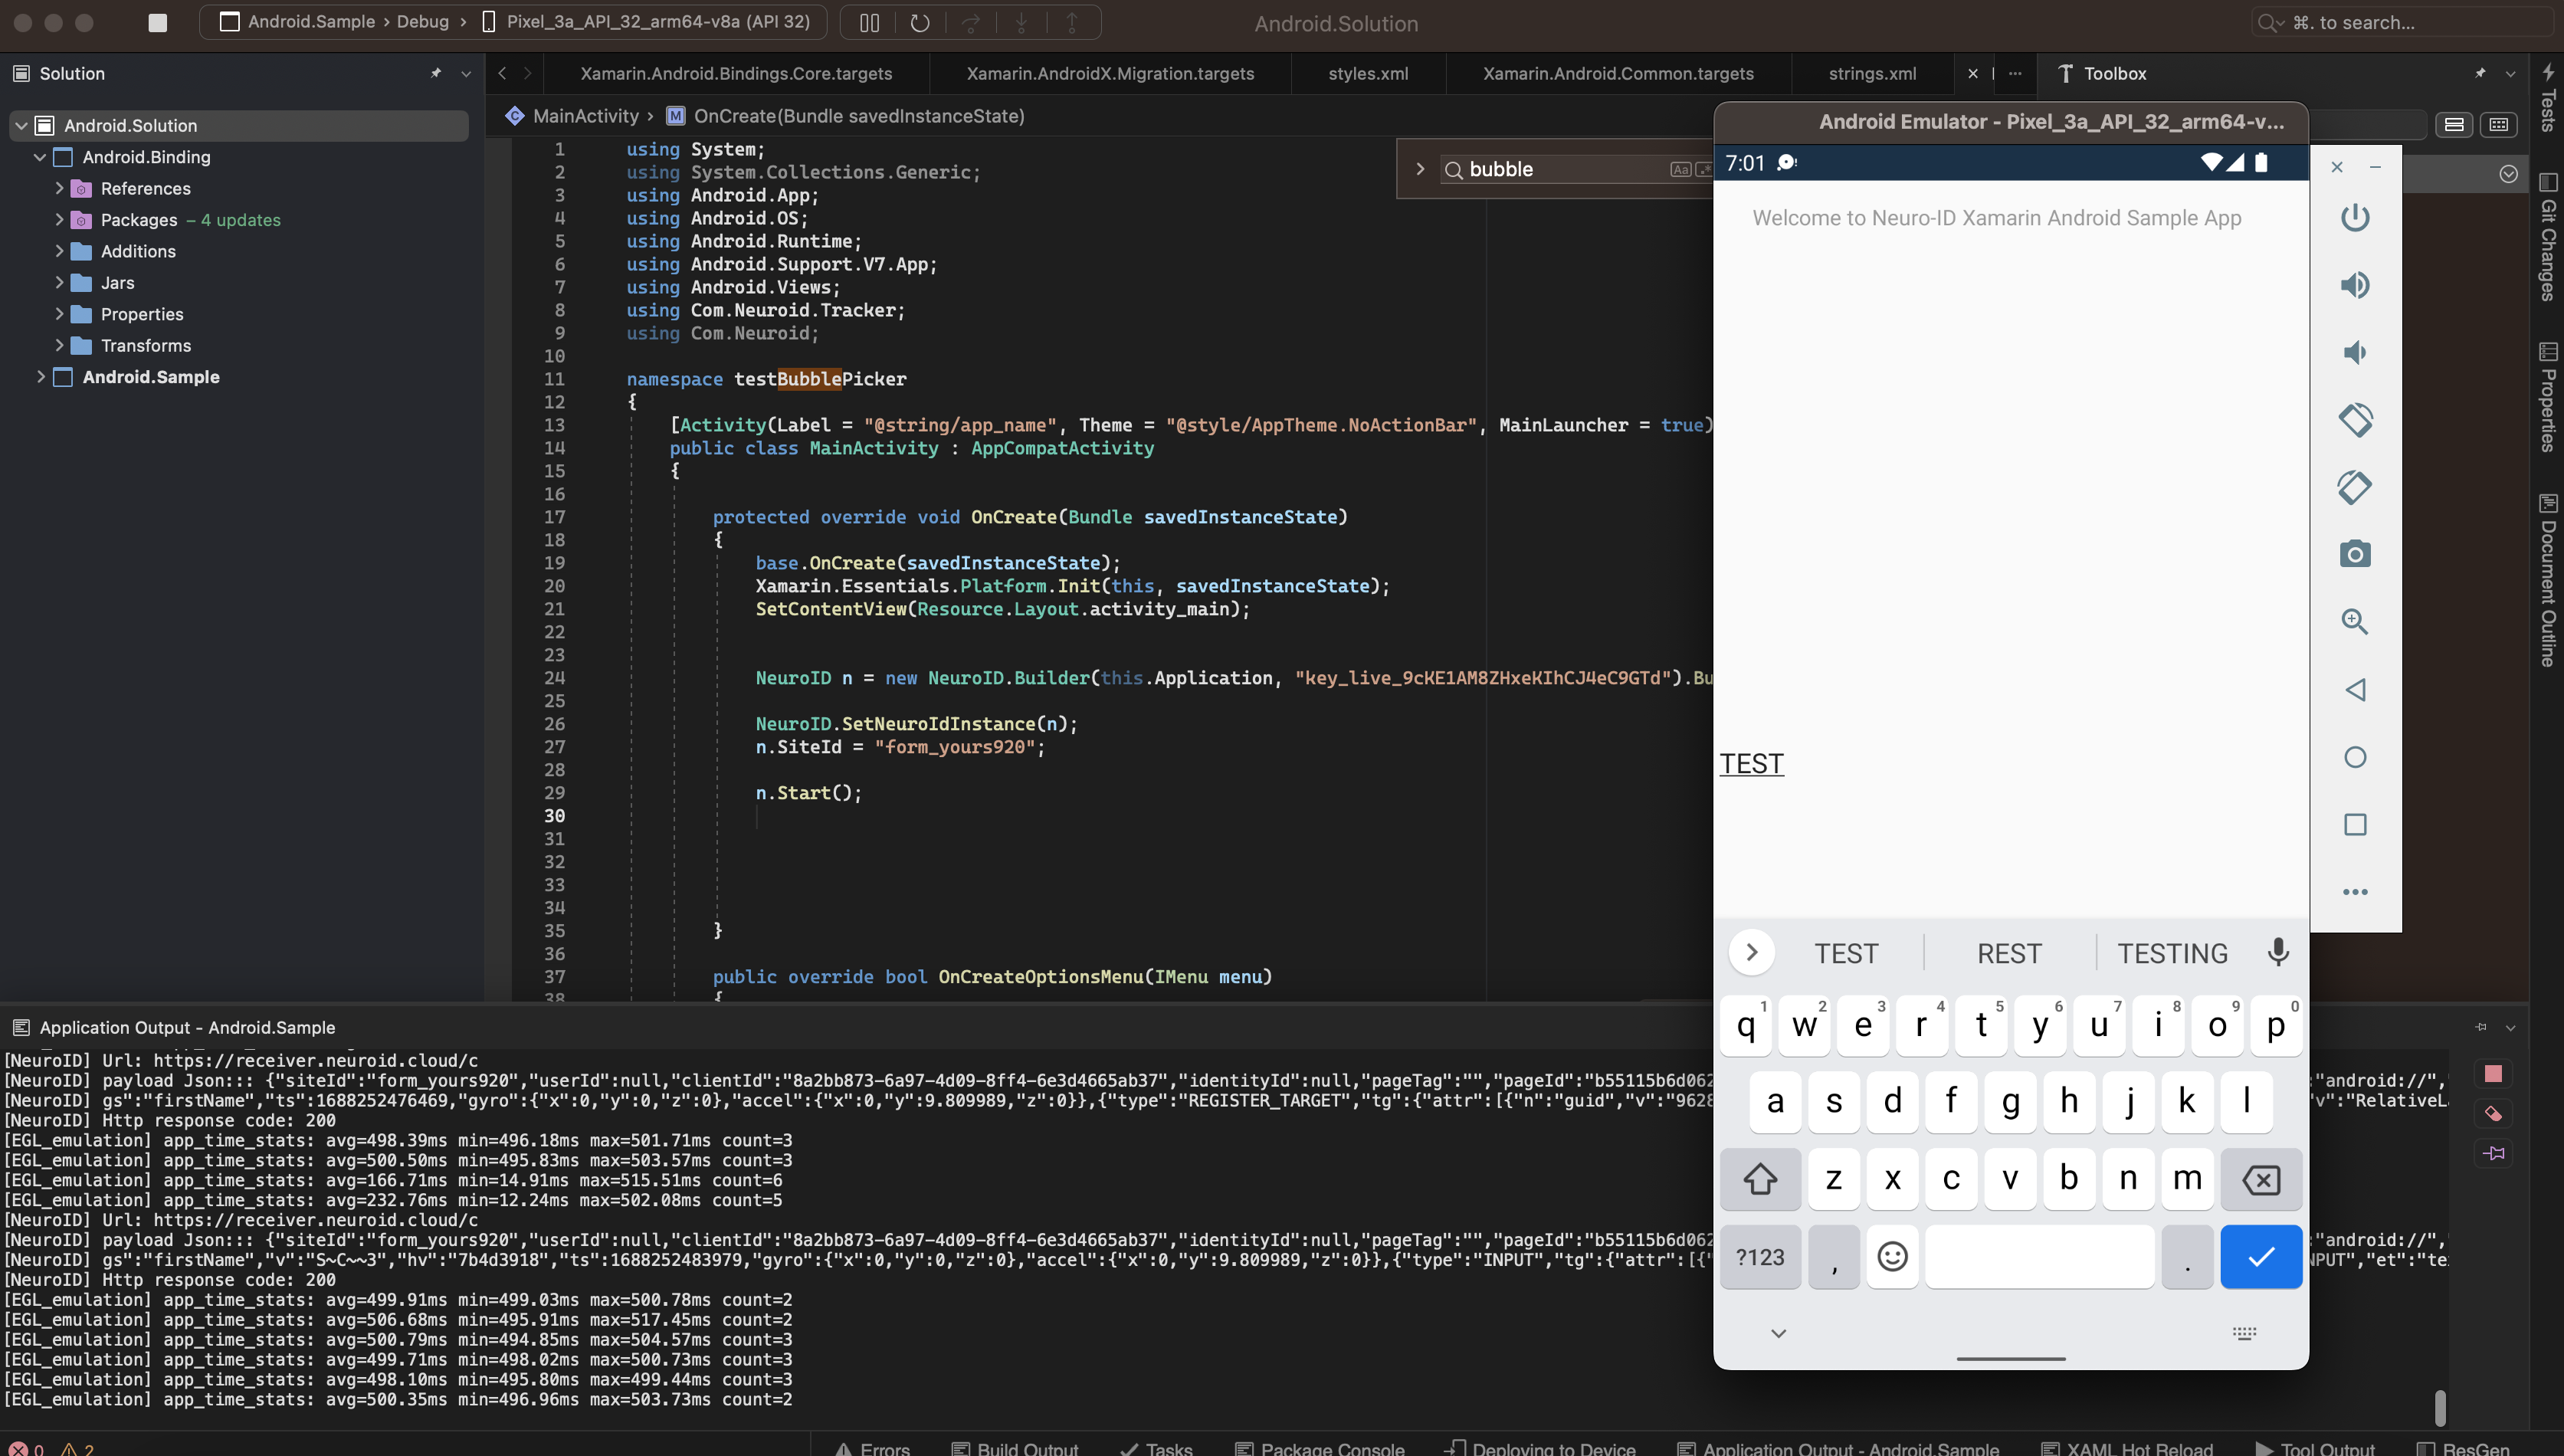 Android.Sample › Debug › Pixel_3a_API_32_arm64-v8a (API 32)
Android.Solution
⌘. to search...
Solution
Xamarin.Android.Bindings.Core.targets
Xamarin.AndroidX.Migration.targets
styles.xml
Xamarin.Android.Common.targets
strings.xml
Toolbox
Android.Solution
Android.Binding
References
Packages – 4 updates
Additions
Jars
Properties
Transforms
Android.Sample
MainActivity › M OnCreate(Bundle savedInstanceState)
bubble
1 using System;
2 using System.Collections.Generic;
3 using Android.App;
4 using Android.OS;
5 using Android.Runtime;
6 using Android.Support.V7.App;
7 using Android.Views;
8 using Com.Neuroid.Tracker;
9 using Com.Neuroid;
10
11 namespace testBubblePicker
12 {
13 [Activity(Label = "@string/app_name", Theme = "@style/AppTheme.NoActionBar", MainLauncher = true)
14 public class MainActivity : AppCompatActivity
15 {
16
17 protected override void OnCreate(Bundle savedInstanceState)
18 {
19 base.OnCreate(savedInstanceState);
20 Xamarin.Essentials.Platform.Init(this, savedInstanceState);
21 SetContentView(Resource.Layout.activity_main);
22
23
24 NeuroID n = new NeuroID.Builder(this.Application, "key_live_9cKE1AM8ZHxeKIhCJ4eC9GTd").Bu
25
26 NeuroID.SetNeuroIdInstance(n);
27 n.SiteId = "form_yours920";
28
29 n.Start();
30
31
32
33
34
35 }
36
37 public override bool OnCreateOptionsMenu(IMenu menu)
38 {
Android Emulator - Pixel_3a_API_32_arm64-v...
7:01
Welcome to Neuro-ID Xamarin Android Sample App
TEST
TEST REST TESTING
q1 w2 e3 r4 t5 y6 u7 i8 o9 p0
a s d f g h j k l
z x c v b n m
?123 , .
Tests
Git Changes
Properties
Document Outline
Application Output - Android.Sample
[NeuroID] Url: https://receiver.neuroid.cloud/c
[NeuroID] payload Json::: {"siteId":"form_yours920","userId":null,"clientId":"8a2bb873-6a97-4d09-8ff4-6e3d4665ab37","identityId":null,"pageTag":"","pageId":"b55115b6d062 :"android://",
[NeuroID] gs":"firstName","ts":1688252476469,"gyro":{"x":0,"y":0,"z":0},"accel":{"x":0,"y":9.809989,"z":0}},{"type":"REGISTER_TARGET","tg":{"attr":[{"n":"guid","v":"9628 "v":"RelativeL
[NeuroID] Http response code: 200
[EGL_emulation] app_time_stats: avg=498.39ms min=496.18ms max=501.71ms count=3
[EGL_emulation] app_time_stats: avg=500.50ms min=495.83ms max=503.57ms count=3
[EGL_emulation] app_time_stats: avg=166.71ms min=14.91ms max=515.51ms count=6
[EGL_emulation] app_time_stats: avg=232.76ms min=12.24ms max=502.08ms count=5
[NeuroID] Url: https://receiver.neuroid.cloud/c
[NeuroID] payload Json::: {"siteId":"form_yours920","userId":null,"clientId":"8a2bb873-6a97-4d09-8ff4-6e3d4665ab37","identityId":null,"pageTag":"","pageId":"b55115b6d062 :"android://",
[NeuroID] gs":"firstName","v":"S~C~~3","hv":"7b4d3918","ts":1688252483979,"gyro":{"x":0,"y":0,"z":0},"accel":{"x":0,"y":9.809989,"z":0}},{"type":"INPUT","tg":{"attr":[{" NPUT","et":"te
[NeuroID] Http response code: 200
[EGL_emulation] app_time_stats: avg=499.91ms min=499.03ms max=500.78ms count=2
[EGL_emulation] app_time_stats: avg=506.68ms min=495.91ms max=517.45ms count=2
[EGL_emulation] app_time_stats: avg=500.79ms min=494.85ms max=504.57ms count=3
[EGL_emulation] app_time_stats: avg=499.71ms min=498.02ms max=500.73ms count=3
[EGL_emulation] app_time_stats: avg=498.10ms min=495.80ms max=499.44ms count=3
[EGL_emulation] app_time_stats: avg=500.35ms min=496.96ms max=503.73ms count=2
0 2 Errors Build Output Tasks Package Console Deploying to Device Application Output - Android.Sample XAML Hot Reload Tool Output ResGen